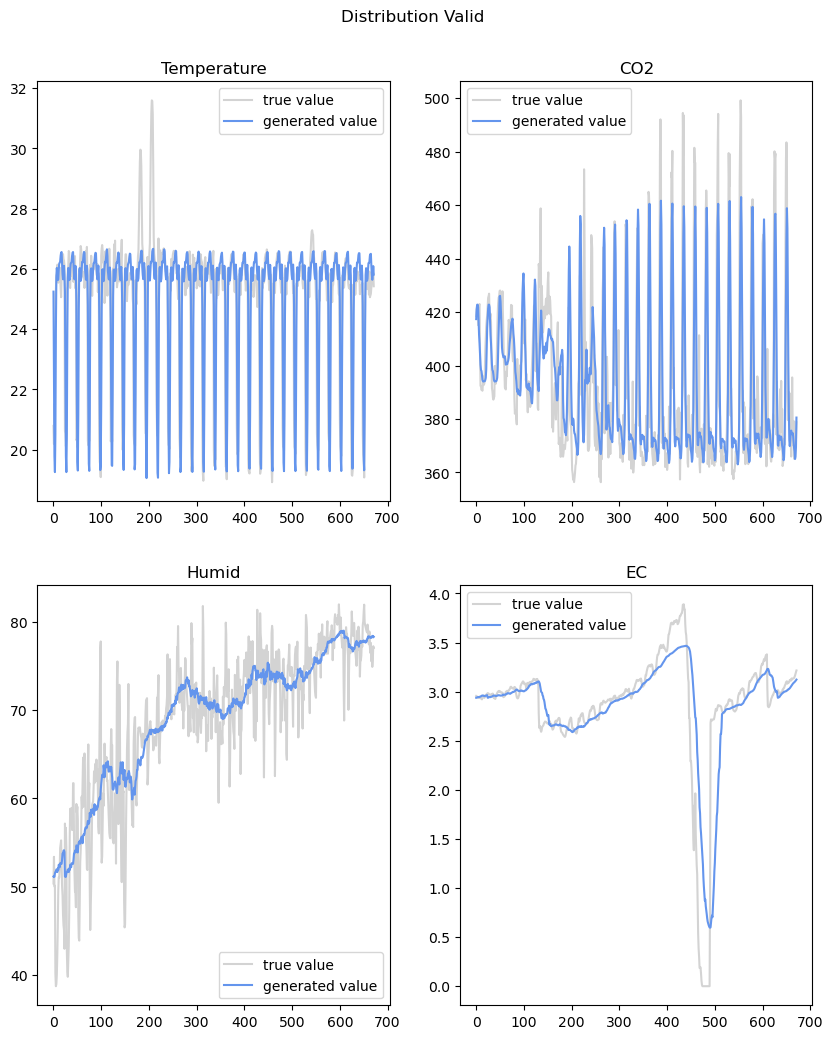 Distribution Valid
Temperature
true value
generated value
32
30
28
26
24
22
20
0 100 200 300 400 500 600 700
CO2
true value
generated value
500
480
460
440
420
400
380
360
0 100 200 300 400 500 600 700
Humid
80
70
60
50
40
true value
generated value
0 100 200 300 400 500 600 700
EC
true value
generated value
4.0
3.5
3.0
2.5
2.0
1.5
1.0
0.5
0.0
0 100 200 300 400 500 600 700